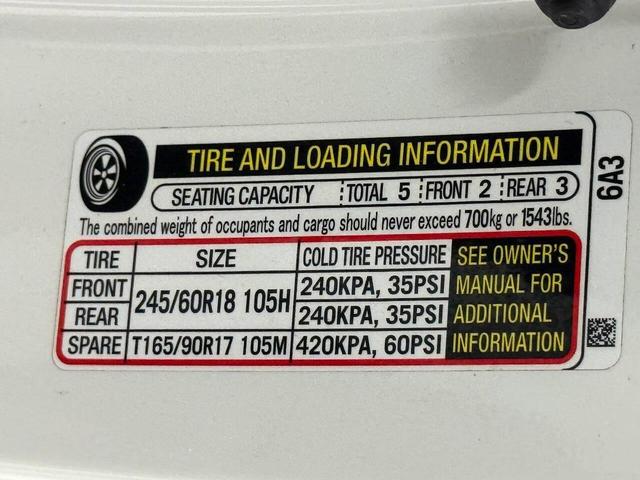 TIRE AND LOADING INFORMATION
SEATING CAPACITY TOTAL 5 FRONT 2 REAR 3
The combined weight of occupants and cargo should never exceed 700kg or 1543lbs.
TIRE SIZE COLD TIRE PRESSURE
FRONT 245/60R18 105H 240KPA, 35PSI
REAR 240KPA, 35PSI
SPARE T165/90R17 105M 420KPA, 60PSI
SEE OWNER'S
MANUAL FOR
ADDITIONAL
INFORMATION
6A3